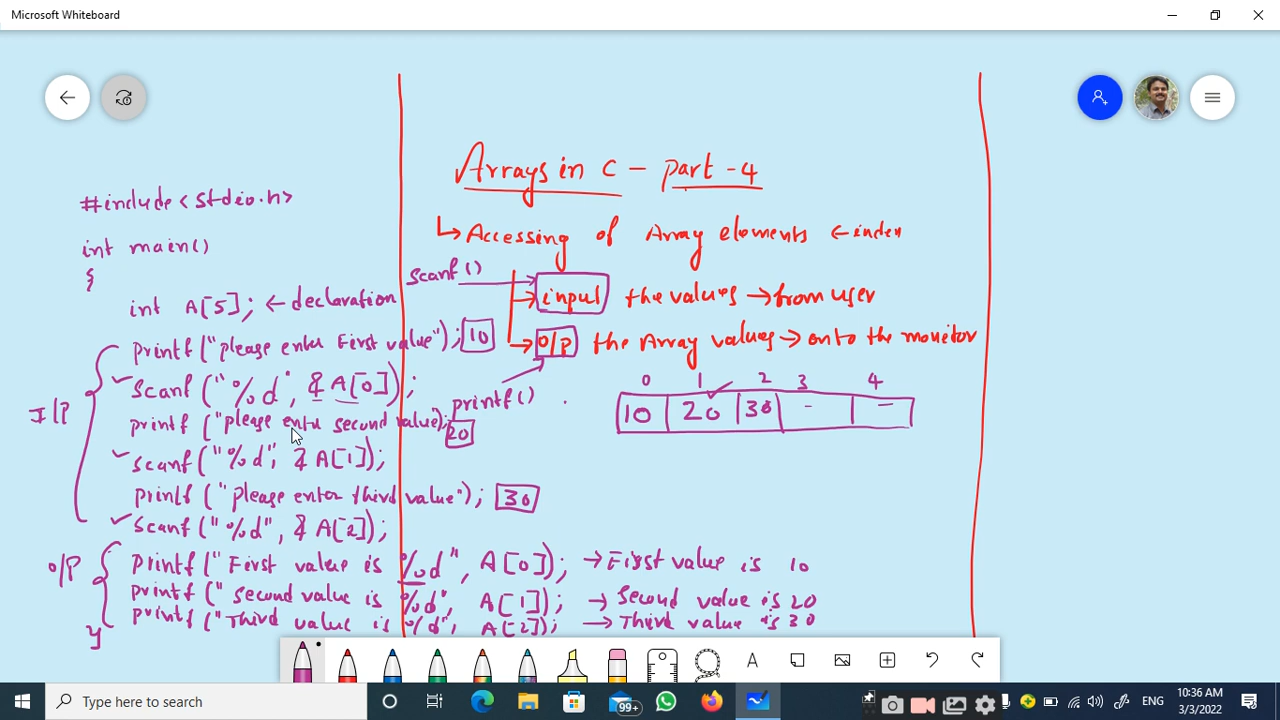 Microsoft Whiteboard
Arrays in C - part-4
↳ Accessing of Array elements ← index
scanf()
→ input the values → from user
→ O/P the Array values → onto the monitor
printf()
0 1 2 3 4
10 20 30 - -
#include <stdio.h>
int main()
{
int A[5]; ← declaration
printf("please enter First value"); 10
I/P
✓ scanf("%d", & A[0]);
printf("please enter second value); 20
✓ scanf("%d", & A[1]);
printf("please enter third value"); 30
✓ scanf("%d", & A[2]);
O/P
printf("First value is %d", A[0]); → First value is 10
printf("second value is %d", A[1]); → Second value is 20
printf("Third value is %d", A[2]); → Third value is 30
}
Type here to search
99+
ENG
10:36 AM
3/3/2022